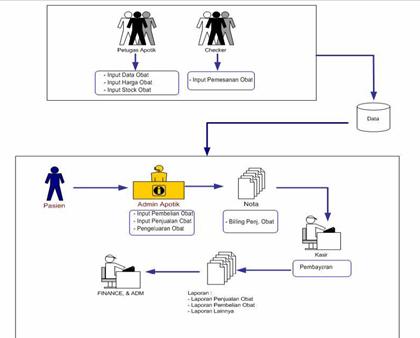 Petugas Apotik
Checker
- Input Data Obat
- Input Harga Obat
- Input Stock Obat
- Input Pemesanan Obat
Data
Pasien
Admin Apotik
Nota
- Input Pembelian Obat
- Input Penjualan Obat
- Pengeluaran Obat
- Biling Penj. Obat
Kasir
Pembayaran
FINANCE, & ADM
Laporan :
- Laporan Penjualan Obat
- Laporan Pembelian Obat
- Laporan Lainnya